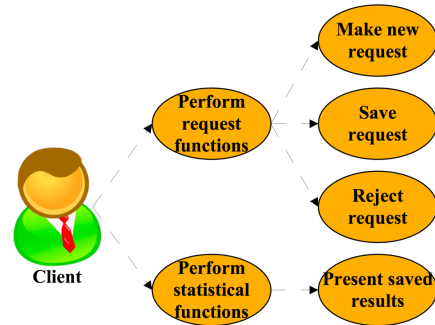 Make new
request
Perform
request
functions
Save
request
Reject
request
Client
Perform
statistical
functions
Present saved
results